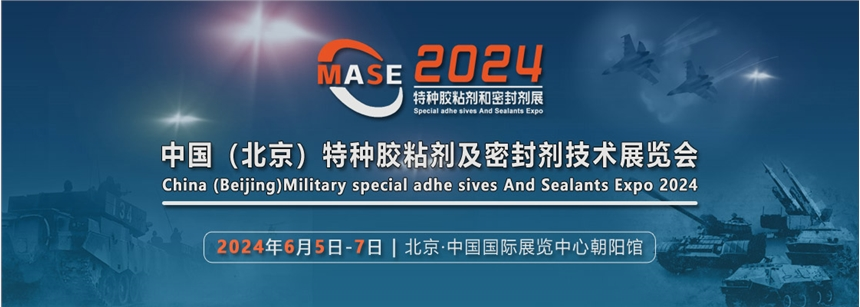 MASE 2024
特种胶粘剂和密封剂展
Special adhe sives And Sealants Expo
中国（北京）特种胶粘剂及密封剂技术展览会
China (Beijing)Military special adhe sives And Sealants Expo 2024
2024年6月5日-7日 | 北京·中国国际展览中心朝阳馆